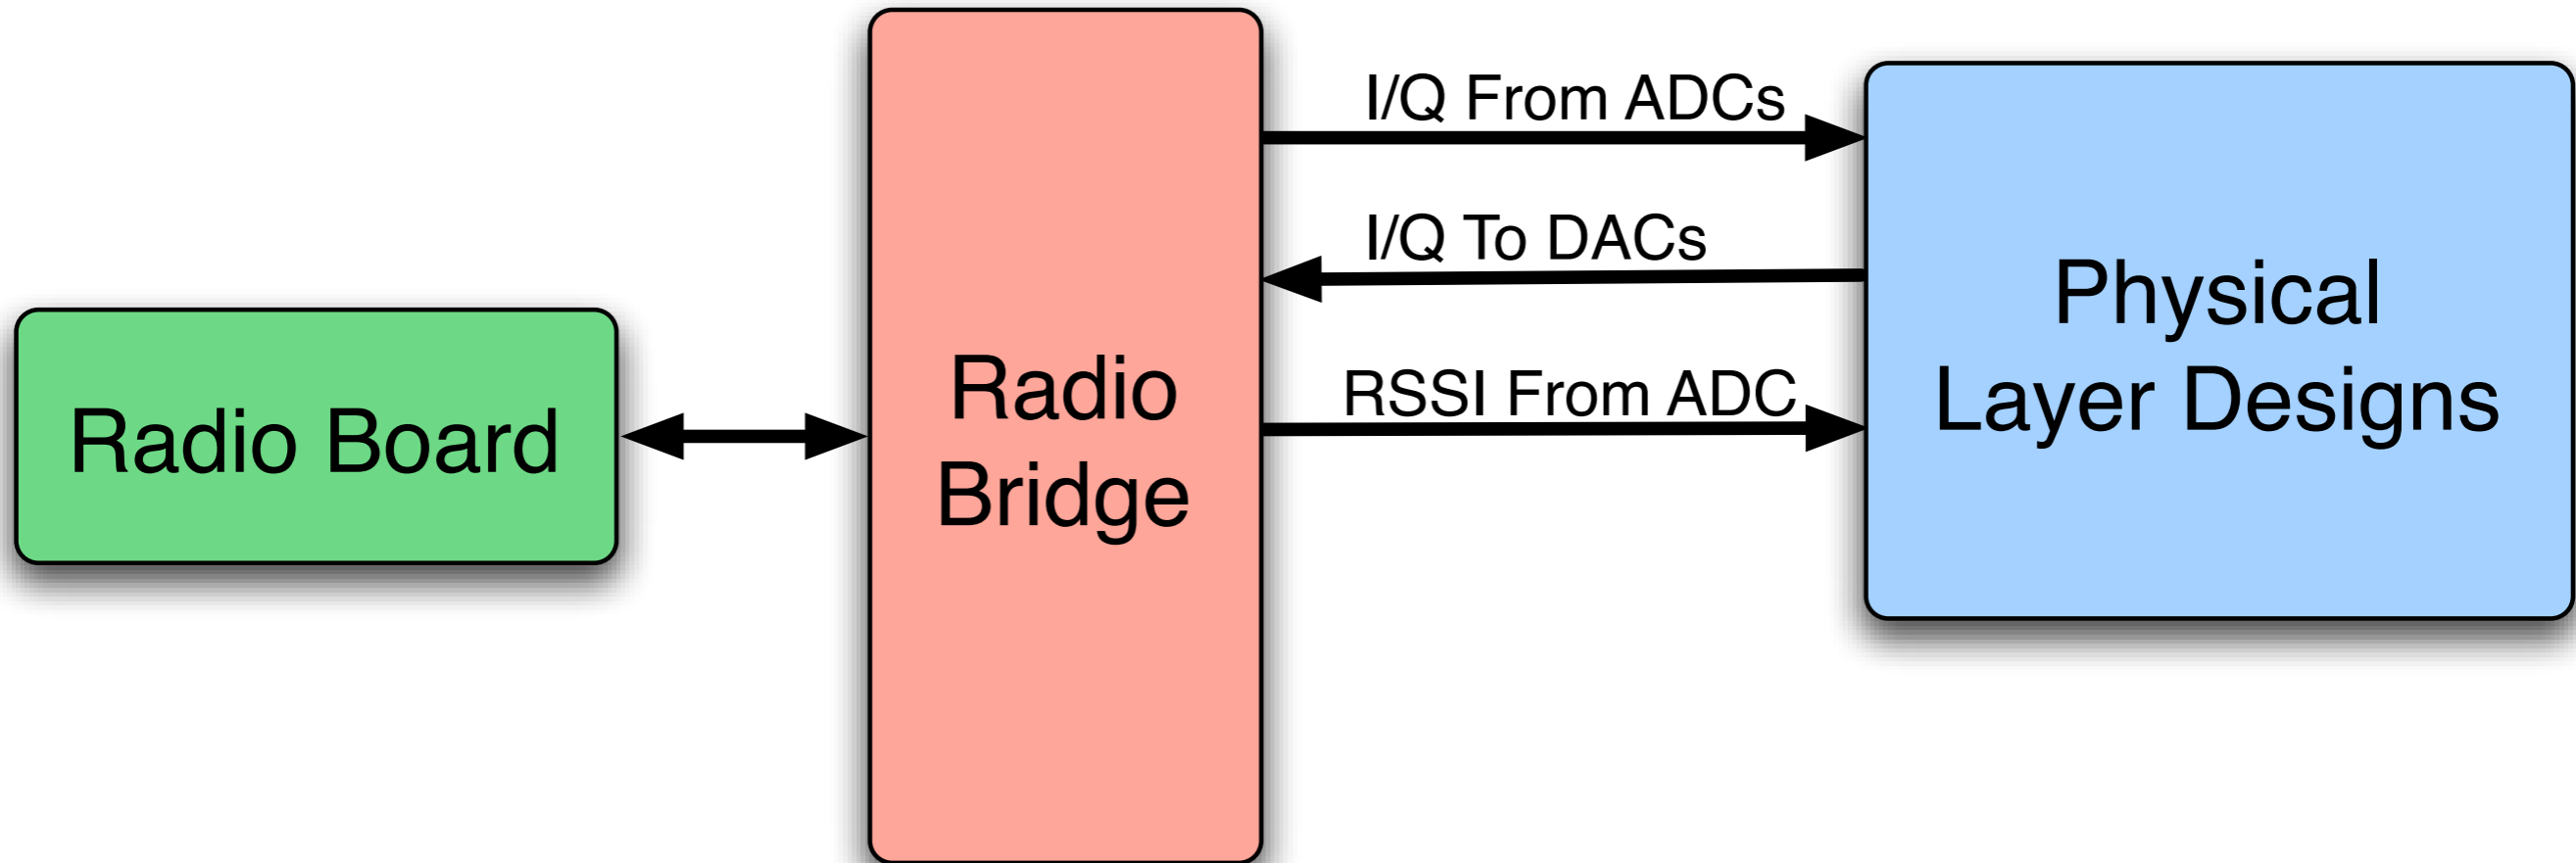 Radio Board
Radio
Bridge
I/Q From ADCs
I/Q To DACs
RSSI From ADC
Physical
Layer Designs